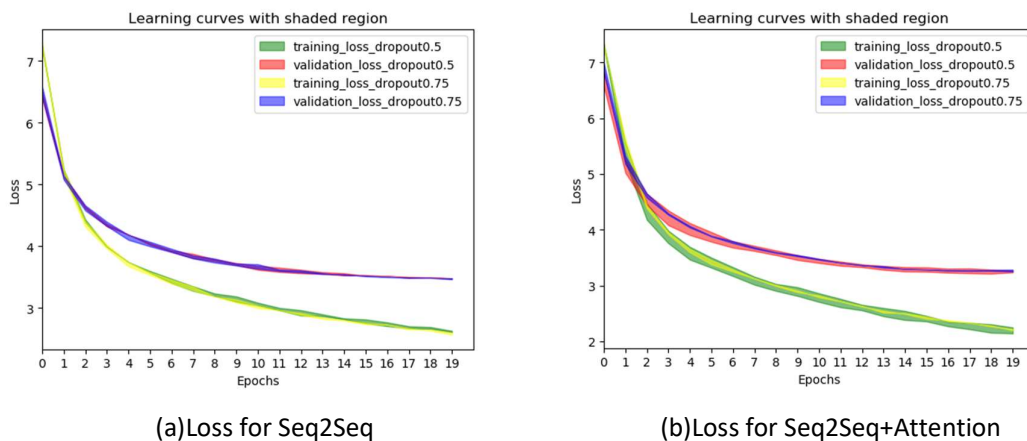 Learning curves with shaded region
7
6
5
4
3
Loss
training_loss_dropout0.5
validation_loss_dropout0.5
training_loss_dropout0.75
validation_loss_dropout0.75
0 1 2 3 4 5 6 7 8 9 10 11 12 13 14 15 16 17 18 19
Epochs
(a)Loss for Seq2Seq
Learning curves with shaded region
7
6
5
4
3
2
Loss
training_loss_dropout0.5
validation_loss_dropout0.5
training_loss_dropout0.75
validation_loss_dropout0.75
0 1 2 3 4 5 6 7 8 9 10 11 12 13 14 15 16 17 18 19
Epochs
(b)Loss for Seq2Seq+Attention